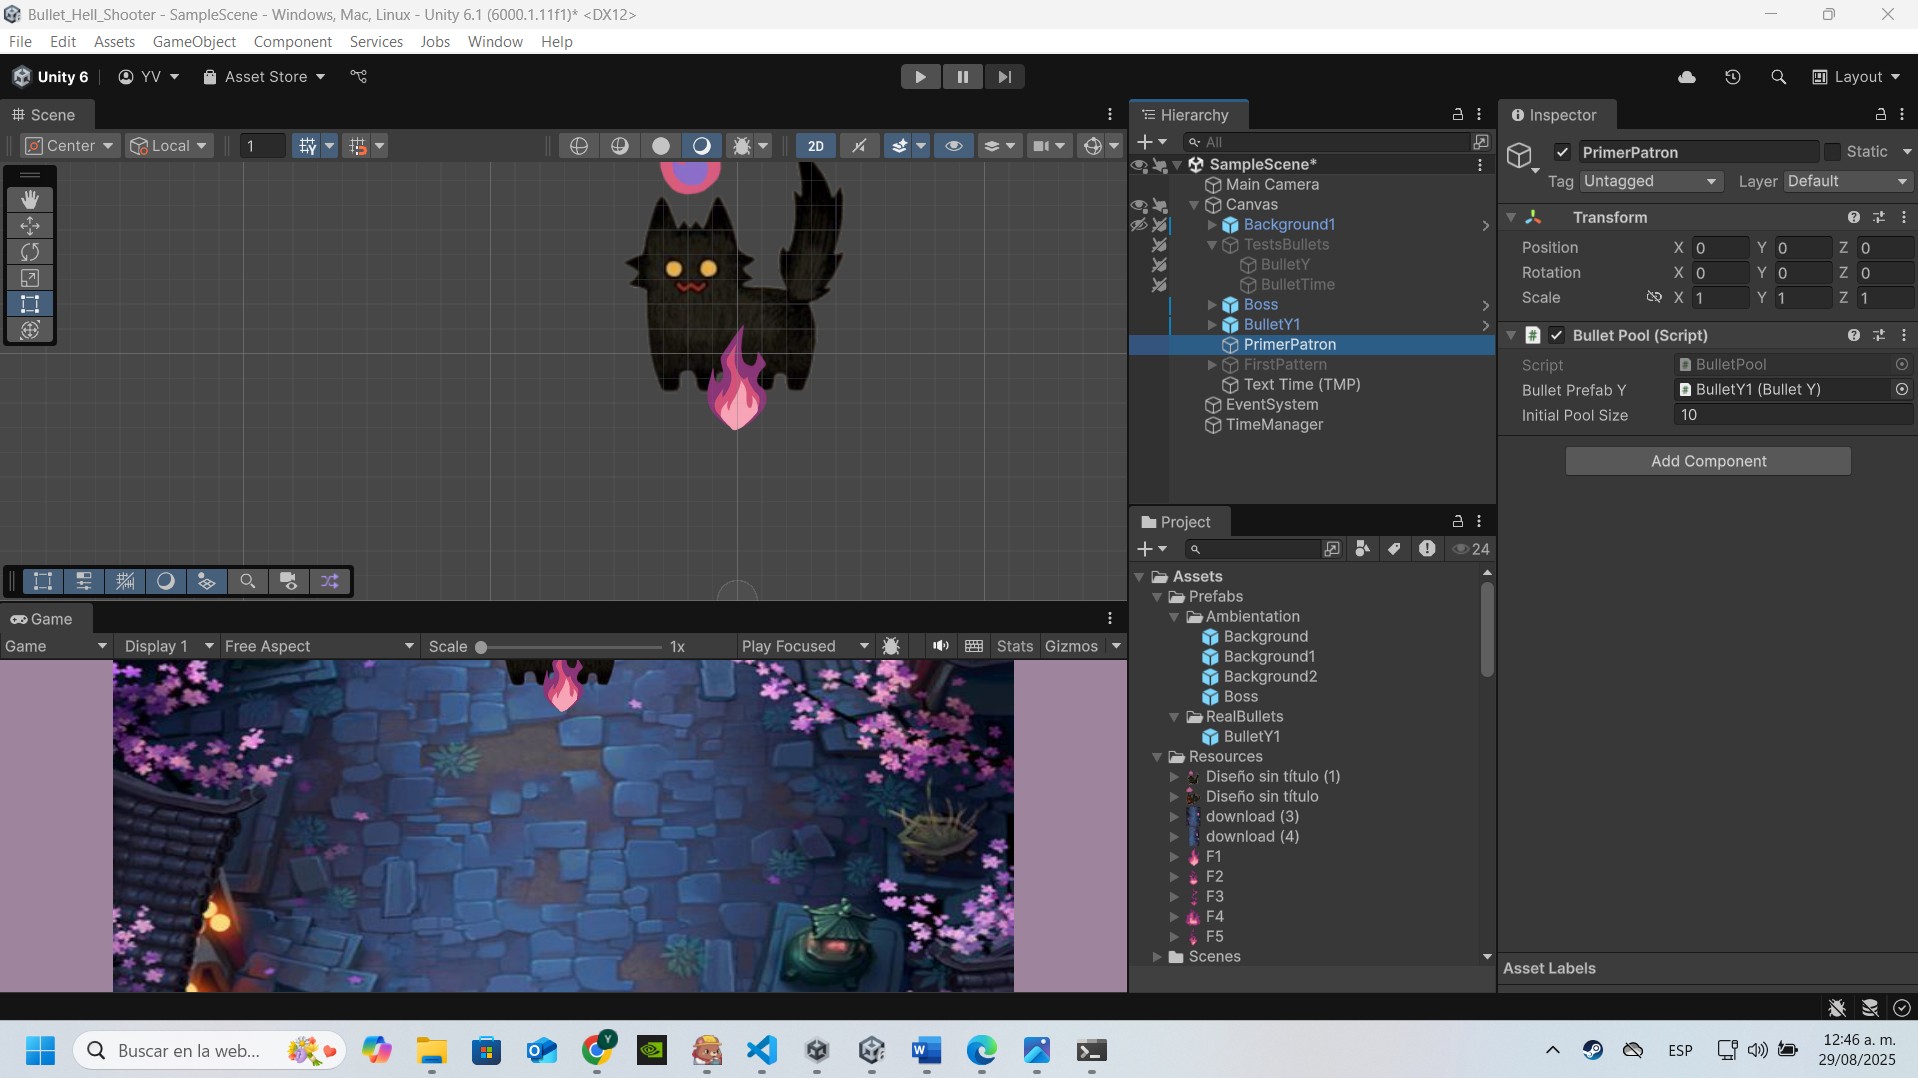 Bullet_Hell_Shooter - SampleScene - Windows, Mac, Linux - Unity 6.1 (6000.1.11f1)* <DX12>
File Edit Assets GameObject Component Services Jobs Window Help
Unity 6 YV Asset Store Layout
Scene
Center Local 1 2D
Game
Game Display 1 Free Aspect Scale 1x Play Focused Stats Gizmos
Hierarchy
All
SampleScene*
Main Camera
Canvas
Background1
TestsBullets
BulletY
BulletTime
Boss
BulletY1
PrimerPatron
FirstPattern
Text Time (TMP)
EventSystem
TimeManager
Project
24
Assets
Prefabs
Ambientation
Background
Background1
Background2
Boss
RealBullets
BulletY1
Resources
Diseño sin título (1)
Diseño sin título
download (3)
download (4)
F1
F2
F3
F4
F5
Scenes
Inspector
PrimerPatron Static
Tag Untagged Layer Default
Transform
Position X 0 Y 0 Z 0
Rotation X 0 Y 0 Z 0
Scale X 1 Y 1 Z 1
# Bullet Pool (Script)
Script BulletPool
Bullet Prefab Y BulletY1 (Bullet Y)
Initial Pool Size 10
Add Component
Asset Labels
Buscar en la web...
Y
ESP
12:46 a. m.
29/08/2025